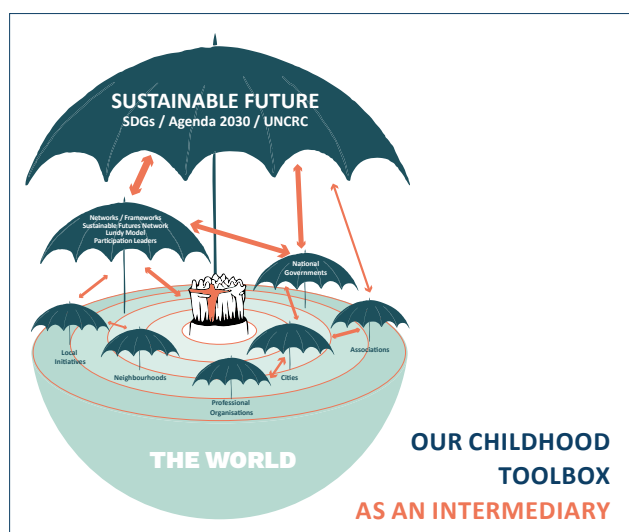 SUSTAINABLE FUTURE
SDGs / Agenda 2030 / UNCRC
Networks / Frameworks
Sustainable Futures Network
Lundy Model
Participation Leaders
National
Governments
Local
Initiatives
Neighbourhoods
Professional
Organisations
Cities
Associations
THE WORLD
OUR CHILDHOOD
TOOLBOX
AS AN INTERMEDIARY